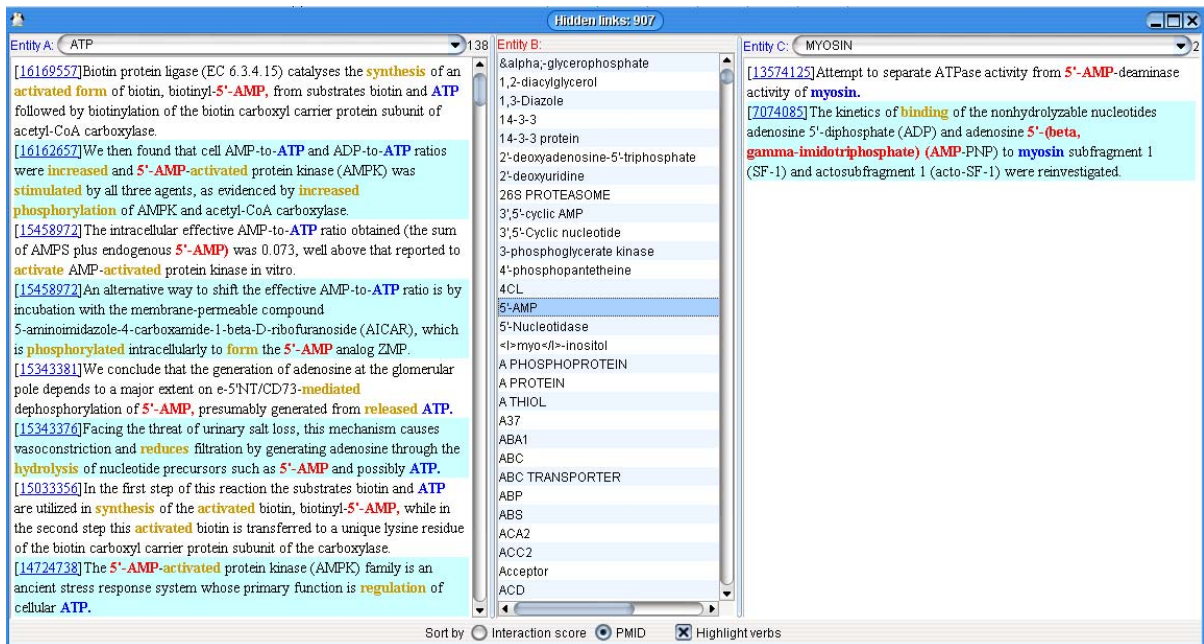 Hidden links: 907
Entity A: ATP 138
[16169557]Biotin protein ligase (EC 6.3.4.15) catalyses the synthesis of an
activated form of biotin, biotinyl-5'-AMP, from substrates biotin and ATP
followed by biotinylation of the biotin carboxyl carrier protein subunit of
acetyl-CoA carboxylase.
[16162657]We then found that cell AMP-to-ATP and ADP-to-ATP ratios
were increased and 5'-AMP-activated protein kinase (AMPK) was
stimulated by all three agents, as evidenced by increased
phosphorylation of AMPK and acetyl-CoA carboxylase.
[15458972]The intracellular effective AMP-to-ATP ratio obtained (the sum
of AMPS plus endogenous 5'-AMP) was 0.073, well above that reported to
activate AMP-activated protein kinase in vitro.
[15458972]An alternative way to shift the effective AMP-to-ATP ratio is by
incubation with the membrane-permeable compound
5-aminoimidazole-4-carboxamide-1-beta-D-ribofuranoside (AICAR), which
is phosphorylated intracellularly to form the 5'-AMP analog ZMP.
[15343381]We conclude that the generation of adenosine at the glomerular
pole depends to a major extent on e-5'NT/CD73-mediated
dephosphorylation of 5'-AMP, presumably generated from released ATP.
[15343376]Facing the threat of urinary salt loss, this mechanism causes
vasoconstriction and reduces filtration by generating adenosine through the
hydrolysis of nucleotide precursors such as 5'-AMP and possibly ATP.
[15033356]In the first step of this reaction the substrates biotin and ATP
are utilized in synthesis of the activated biotin, biotinyl-5'-AMP, while in
the second step this activated biotin is transferred to a unique lysine residue
of the biotin carboxyl carrier protein subunit of the carboxylase.
[14724738]The 5'-AMP-activated protein kinase (AMPK) family is an
ancient stress response system whose primary function is regulation of
cellular ATP.
Entity B:
&alpha;-glycerophosphate
1,2-diacylglycerol
1,3-Diazole
14-3-3
14-3-3 protein
2'-deoxyadenosine-5'-triphosphate
2'-deoxyuridine
26S PROTEASOME
3',5'-cyclic AMP
3',5'-Cyclic nucleotide
3-phosphoglycerate kinase
4'-phosphopantetheine
4CL
5'-AMP
5'-Nucleotidase
<I>myo</I>-inositol
A PHOSPHOPROTEIN
A PROTEIN
A THIOL
A37
ABA1
ABC
ABC TRANSPORTER
ABP
ABS
ACA2
ACC2
Acceptor
ACD
Entity C: MYOSIN 2
[13574125]Attempt to separate ATPase activity from 5'-AMP-deaminase
activity of myosin.
[7074085]The kinetics of binding of the nonhydrolyzable nucleotides
adenosine 5'-diphosphate (ADP) and adenosine 5'-(beta,
gamma-imidotriphosphate) (AMP-PNP) to myosin subfragment 1
(SF-1) and actosubfragment 1 (acto-SF-1) were reinvestigated.
Sort by Interaction score PMID Highlight verbs